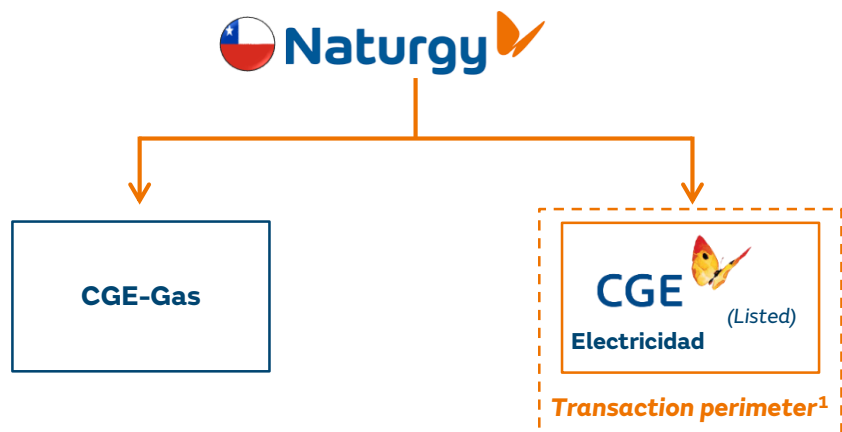 Naturgy
CGE-Gas
CGE
(Listed)
Electricidad
Transaction perimeter¹